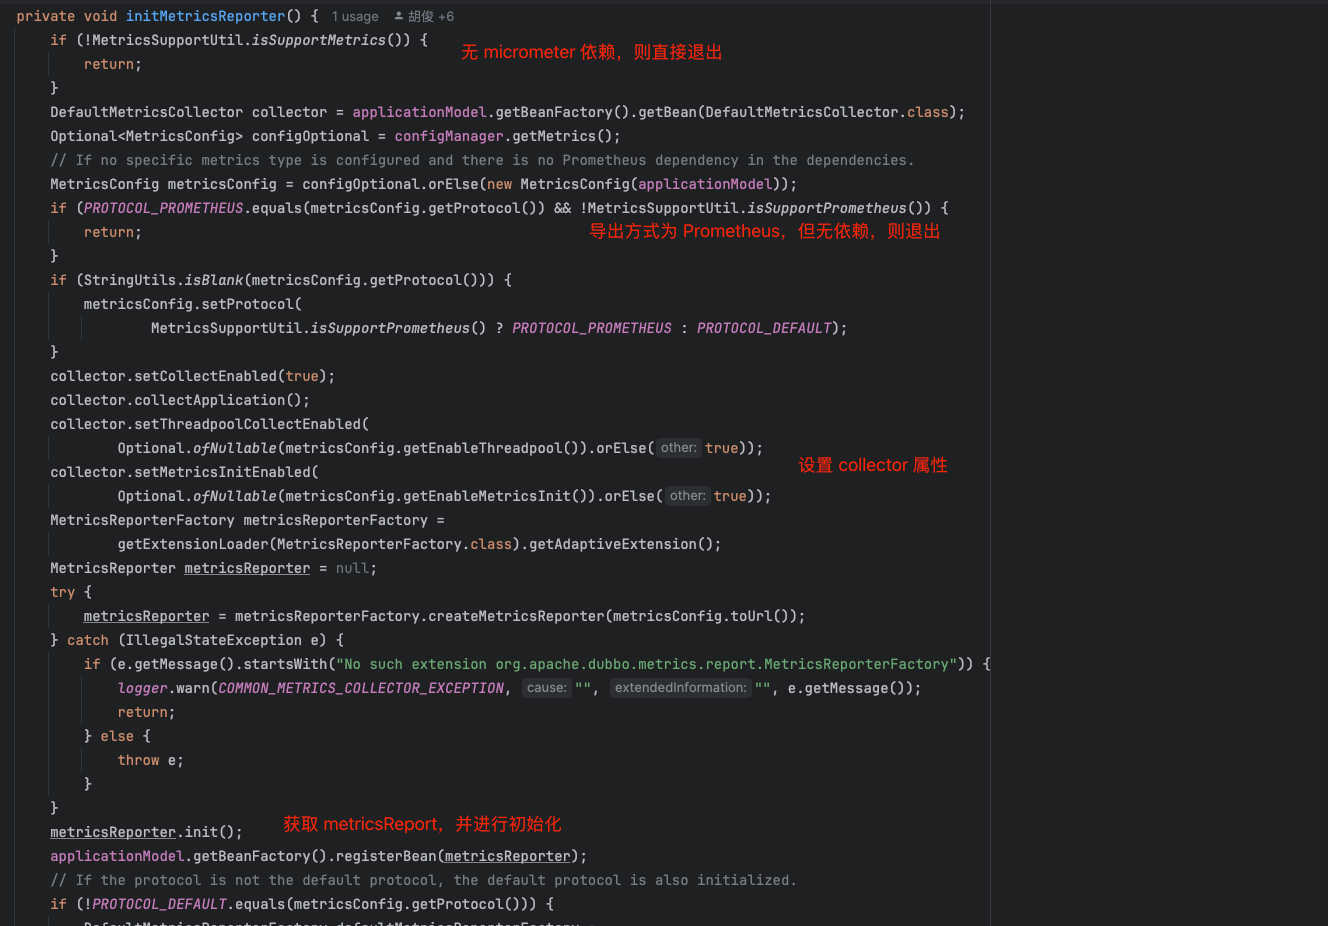 private void initMetricsReporter() { 1 usage 胡俊 +6
if (!MetricsSupportUtil.isSupportMetrics()) {
无 micrometer 依赖，则直接退出
return;
}
DefaultMetricsCollector collector = applicationModel.getBeanFactory().getBean(DefaultMetricsCollector.class);
Optional<MetricsConfig> configOptional = configManager.getMetrics();
// If no specific metrics type is configured and there is no Prometheus dependency in the dependencies.
MetricsConfig metricsConfig = configOptional.orElse(new MetricsConfig(applicationModel));
if (PROTOCOL_PROMETHEUS.equals(metricsConfig.getProtocol()) && !MetricsSupportUtil.isSupportPrometheus()) {
return;
导出方式为 Prometheus，但无依赖，则退出
}
if (StringUtils.isBlank(metricsConfig.getProtocol())) {
metricsConfig.setProtocol(
MetricsSupportUtil.isSupportPrometheus() ? PROTOCOL_PROMETHEUS : PROTOCOL_DEFAULT);
}
collector.setCollectEnabled(true);
collector.collectApplication();
collector.setThreadpoolCollectEnabled(
Optional.ofNullable(metricsConfig.getEnableThreadpool()).orElse( other: true));
设置 collector 属性
collector.setMetricsInitEnabled(
Optional.ofNullable(metricsConfig.getEnableMetricsInit()).orElse( other: true));
MetricsReporterFactory metricsReporterFactory =
getExtensionLoader(MetricsReporterFactory.class).getAdaptiveExtension();
MetricsReporter metricsReporter = null;
try {
metricsReporter = metricsReporterFactory.createMetricsReporter(metricsConfig.toUrl());
} catch (IllegalStateException e) {
if (e.getMessage().startsWith("No such extension org.apache.dubbo.metrics.report.MetricsReporterFactory")) {
logger.warn(COMMON_METRICS_COLLECTOR_EXCEPTION, cause: "", extendedInformation: "", e.getMessage());
return;
} else {
throw e;
}
}
获取 metricsReport，并进行初始化
metricsReporter.init();
applicationModel.getBeanFactory().registerBean(metricsReporter);
// If the protocol is not the default protocol, the default protocol is also initialized.
if (!PROTOCOL_DEFAULT.equals(metricsConfig.getProtocol())) {
DefaultMetricsReporterFactory defaultMetricsReporterFactory =